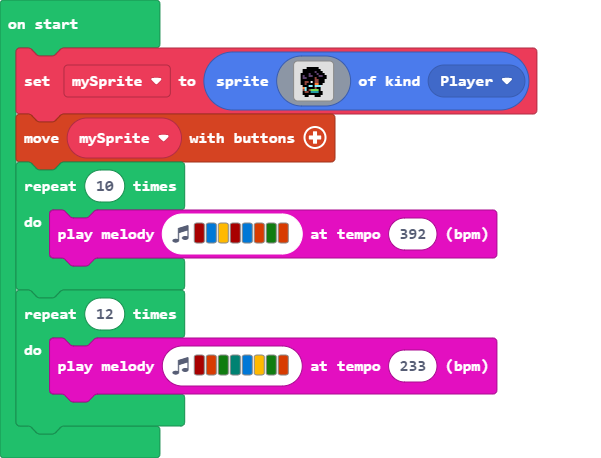 on start
set mySprite to sprite of kind Player
move mySprite with buttons
repeat 10 times
do
play melody at tempo 392 (bpm)
repeat 12 times
do
play melody at tempo 233 (bpm)